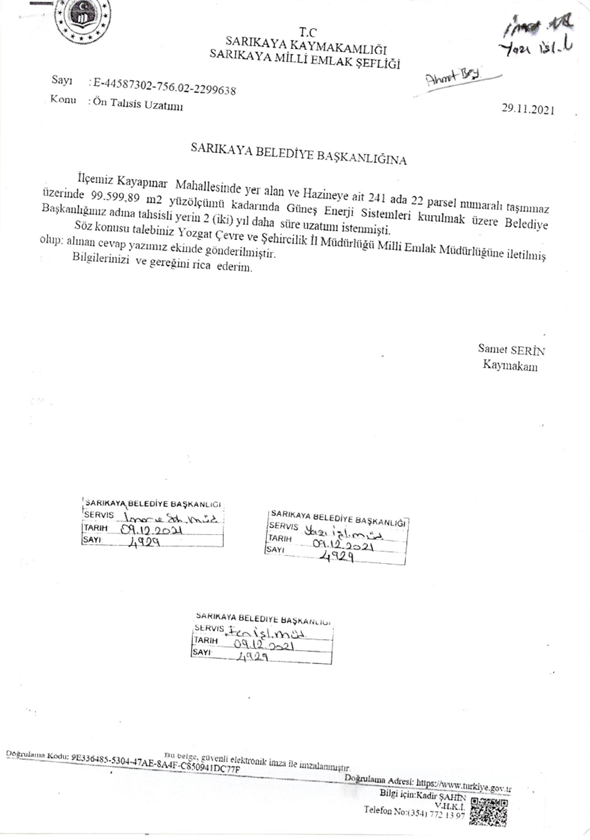 T.C
SARIKAYA KAYMAKAMLIĞI
SARIKAYA MİLLİ EMLAK ŞEFLİĞİ
Yazı İşl.
Ahmet Bey
Sayı : E-44587302-756.02-2299638
Konu : Ön Tahsis Uzatımı
29.11.2021
SARIKAYA BELEDİYE BAŞKANLIĞINA
İlçemiz Kayapınar Mahallesinde yer alan ve Hazineye ait 241 ada 22 parsel numaralı taşınmaz
üzerinde 99.599,89 m2 yüzölçümü kadarında Güneş Enerji Sistemleri kurulmak üzere Belediye
Başkanlığınız adına tahsisli yerin 2 (iki) yıl daha süre uzatımı istenmişti.
Söz konusu talebiniz Yozgat Çevre ve Şehircilik İl Müdürlüğü Milli Emlak Müdürlüğüne iletilmiş
olup; alınan cevap yazımız ekinde gönderilmiştir.
Bilgilerinizi ve gereğini rica ederim.
Samet SERİN
Kaymakam
SARIKAYA BELEDİYE BAŞKANLIĞI
SERVİS İmar ve Şeh. Müd
TARİH 09.12.2021
SAYI 4929
SARIKAYA BELEDİYE BAŞKANLIĞI
SERVİS Yazı işl. müd
TARİH 09.12.2021
SAYI 4929
SARIKAYA BELEDİYE BAŞKANLIĞI
SERVİS Fen işl. Müd
TARİH 09.12.2021
SAYI 4929
Bu belge, güvenli elektronik imza ile imzalanmıştır.
Doğrulama Kodu: 9E336485-5304-47AE-8A4F-C850941DC77F
Doğrulama Adresi: https://www.turkiye.gov.tr
Bilgi için:Kadir ŞAHİN
V.H.K.İ.
Telefon No:(354) 772 13 97